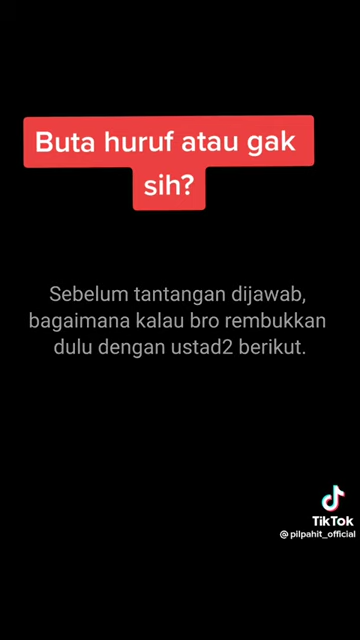 Buta huruf atau gak
sih?
Sebelum tantangan dijawab,
bagaimana kalau bro rembukkan
dulu dengan ustad2 berikut.
TikTok
@pilpahit_official